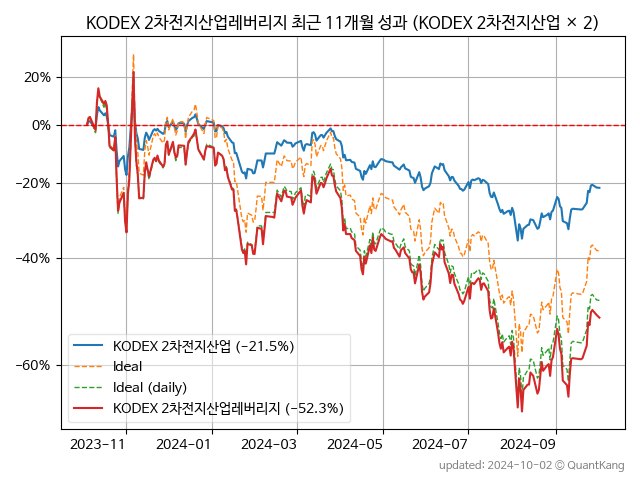 KODEX 2차전지산업레버리지 최근 11개월 성과 (KODEX 2차전지산업 × 2)
20%
0%
−20%
−40%
−60%
KODEX 2차전지산업 (−21.5%)
Ideal
Ideal (daily)
KODEX 2차전지산업레버리지 (−52.3%)
2023−11 2024−01 2024−03 2024−05 2024−07 2024−09
updated: 2024-10-02 © QuantKang